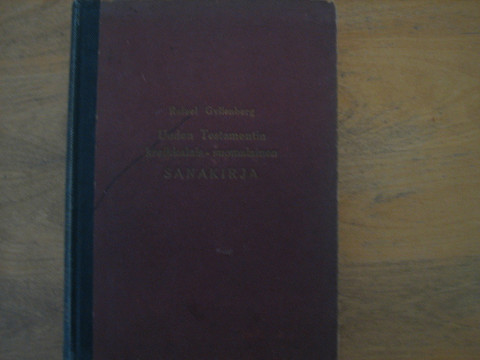 Rafael Gyllenberg
Uuden Testamentin
kreikkalais-suomalainen
SANAKIRJA